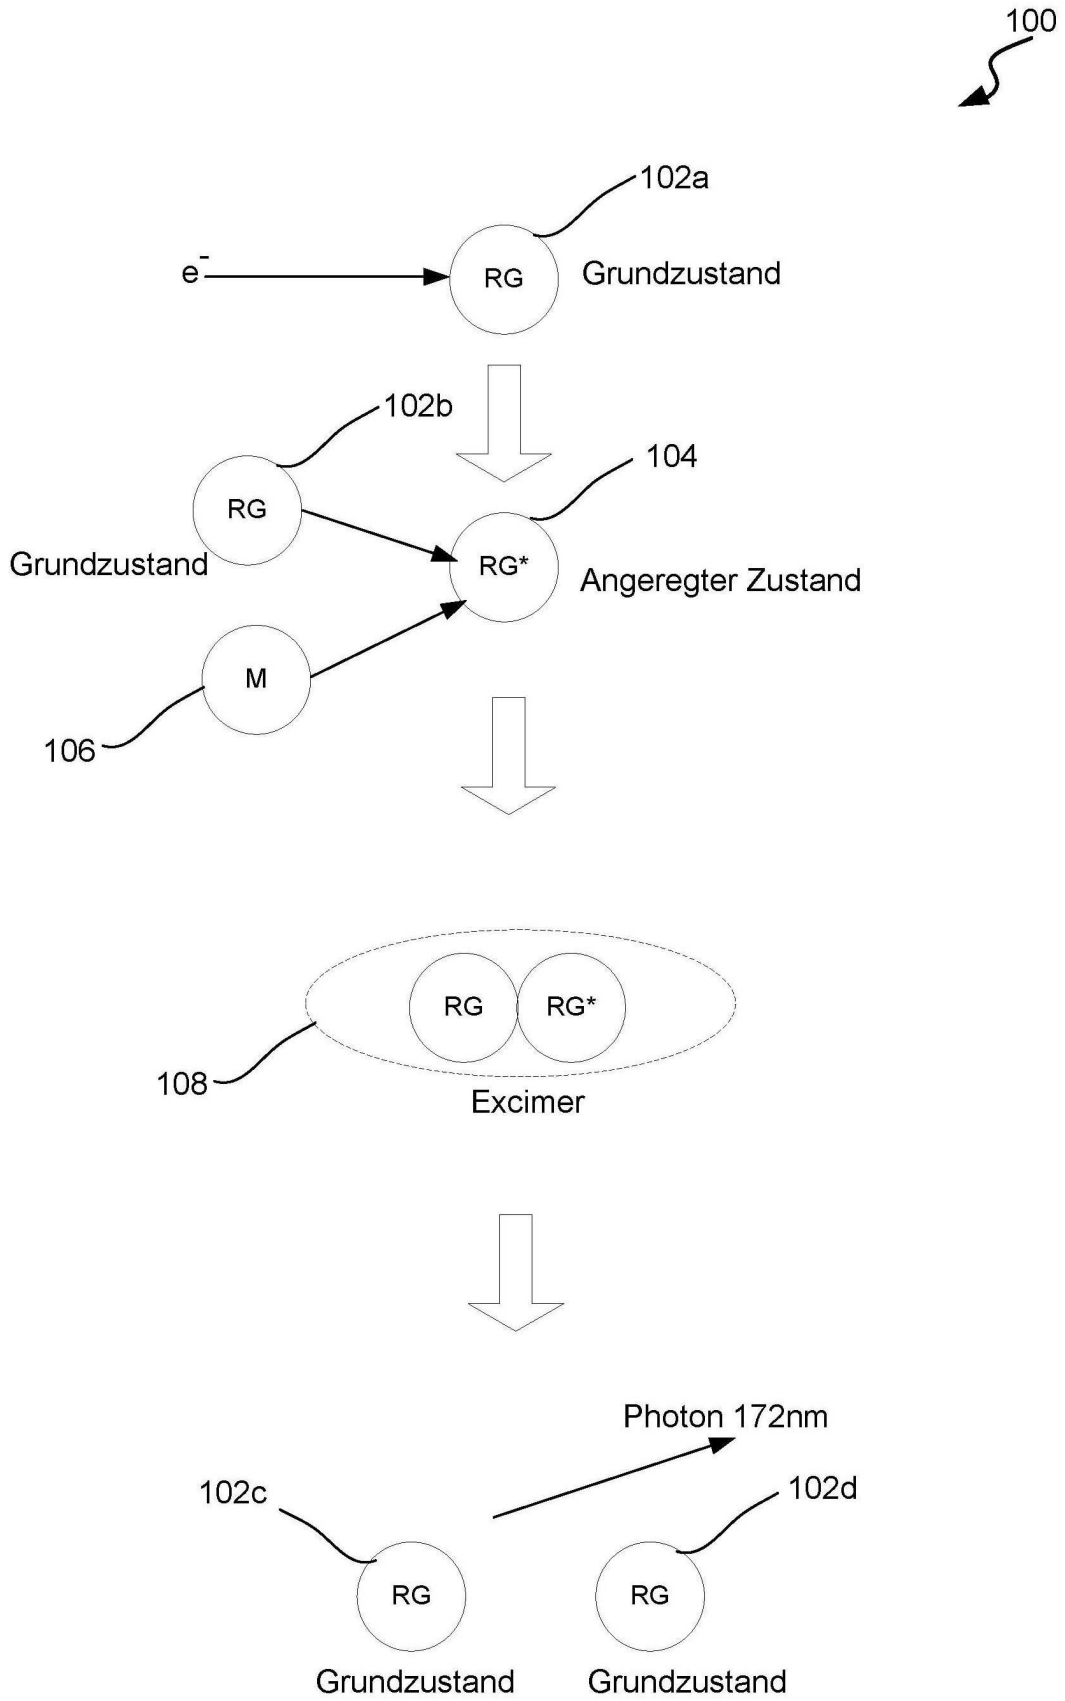 100
102a
e-
RG
Grundzustand
102b
104
RG
Grundzustand
RG*
Angeregter Zustand
M
106
RG
RG*
108
Excimer
Photon 172nm
102c
102d
RG
RG
Grundzustand
Grundzustand